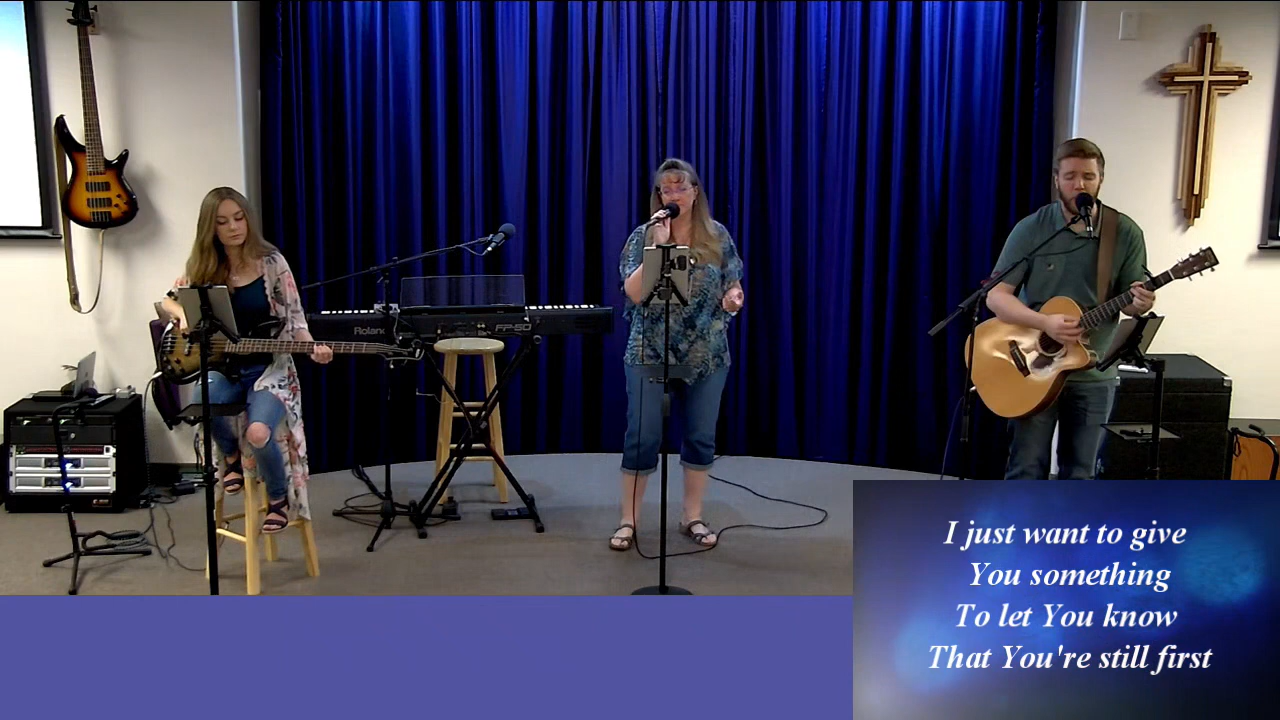 Roland
FP-50
I just want to give
You something
To let You know
That You're still first